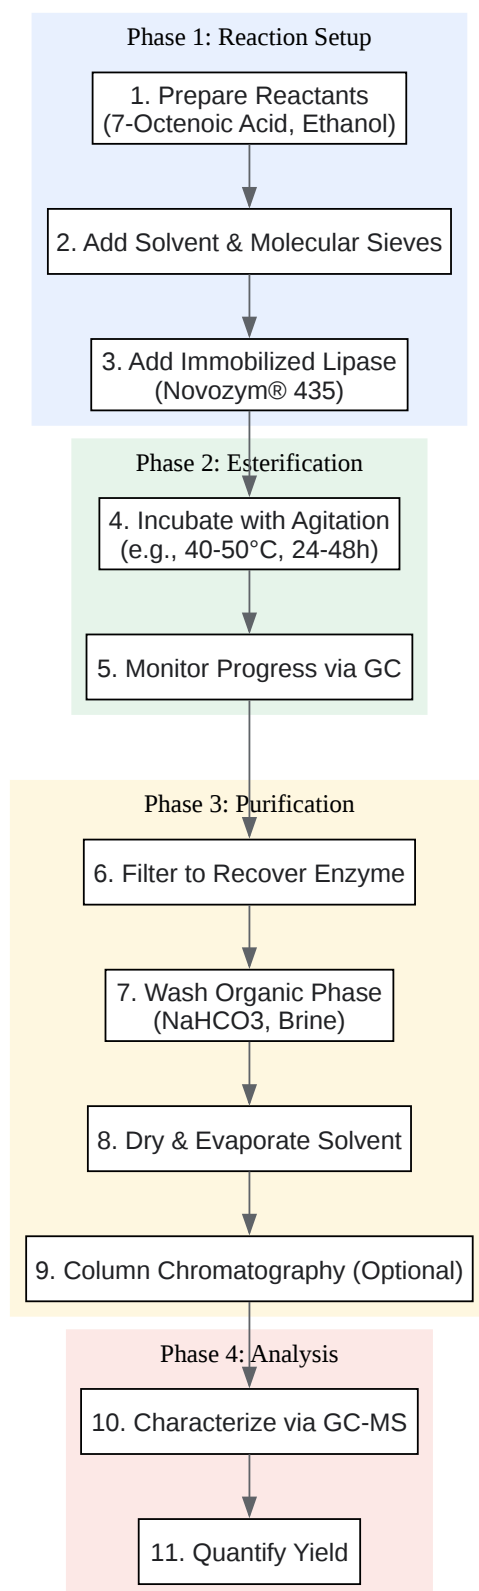 Phase 1: Reaction Setup
1. Prepare Reactants
(7-Octenoic Acid, Ethanol)
2. Add Solvent & Molecular Sieves
3. Add Immobilized Lipase
(Novozym® 435)
Phase 2: Esterification
4. Incubate with Agitation
(e.g., 40-50°C, 24-48h)
5. Monitor Progress via GC
Phase 3: Purification
6. Filter to Recover Enzyme
7. Wash Organic Phase
(NaHCO3, Brine)
8. Dry & Evaporate Solvent
9. Column Chromatography (Optional)
Phase 4: Analysis
10. Characterize via GC-MS
11. Quantify Yield